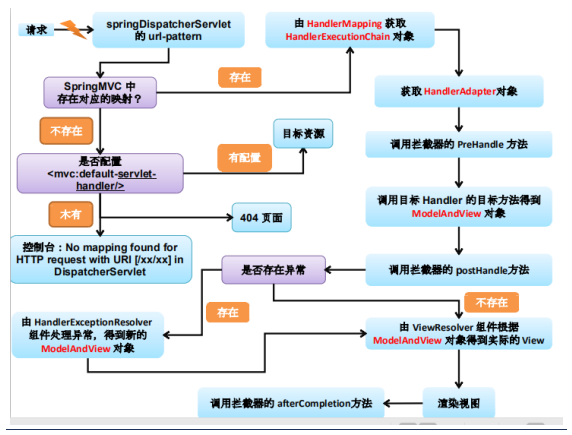 请求
springDispatcherServlet
的 url-pattern
由 HandlerMapping 获取
HandlerExecutionChain 对象
SpringMVC 中
存在对应的映射？
存在
获取 HandlerAdapter对象
不存在
目标资源
调用拦截器的 PreHandle 方法
是否配置
<mvc:default-servlet-
handler/>
有配置
木有
404 页面
调用目标 Handler 的目标方法得到
ModelAndView 对象
控制台：No mapping found for
HTTP request with URI [/xx/xx] in
DispatcherServlet
是否存在异常
调用拦截器的 postHandle方法
存在
不存在
由 HandlerExceptionResolver
组件处理异常，得到新的
ModelAndView 对象
由 ViewResolver 组件根据
ModelAndView 对象得到实际的 View
调用拦截器的 afterCompletion方法
渲染视图